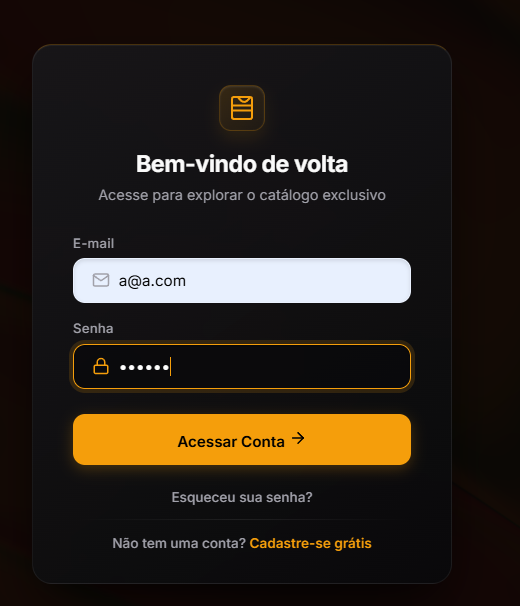 Bem-vindo de volta
Acesse para explorar o catálogo exclusivo
E-mail
a@a.com
Senha
••••••
Acessar Conta →
Esqueceu sua senha?
Não tem uma conta? Cadastre-se grátis